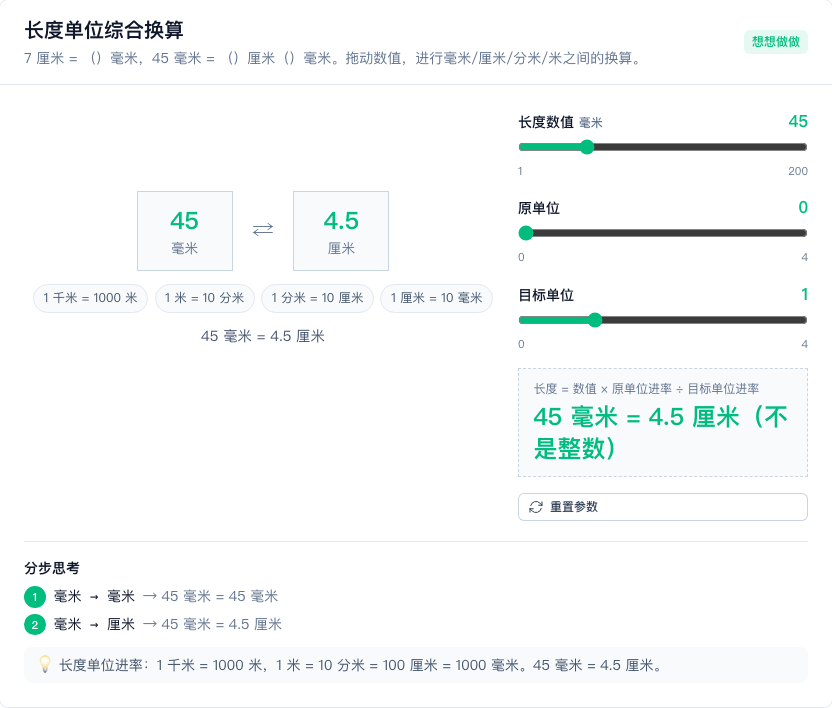 长度单位综合换算
7 厘米 = （）毫米，45 毫米 = （）厘米（）毫米。拖动数值，进行毫米/厘米/分米/米之间的换算。
想想做做
45
毫米
⇄
4.5
厘米
1 千米 = 1000 米
1 米 = 10 分米
1 分米 = 10 厘米
1 厘米 = 10 毫米
45 毫米 = 4.5 厘米
长度数值 毫米 45
1 200
原单位 0
0 4
目标单位 1
0 4
长度 = 数值 × 原单位进率 ÷ 目标单位进率
45 毫米 = 4.5 厘米（不
是整数）
重置参数
分步思考
1 毫米 → 毫米 → 45 毫米 = 45 毫米
2 毫米 → 厘米 → 45 毫米 = 4.5 厘米
💡 长度单位进率：1 千米 = 1000 米，1 米 = 10 分米 = 100 厘米 = 1000 毫米。45 毫米 = 4.5 厘米。